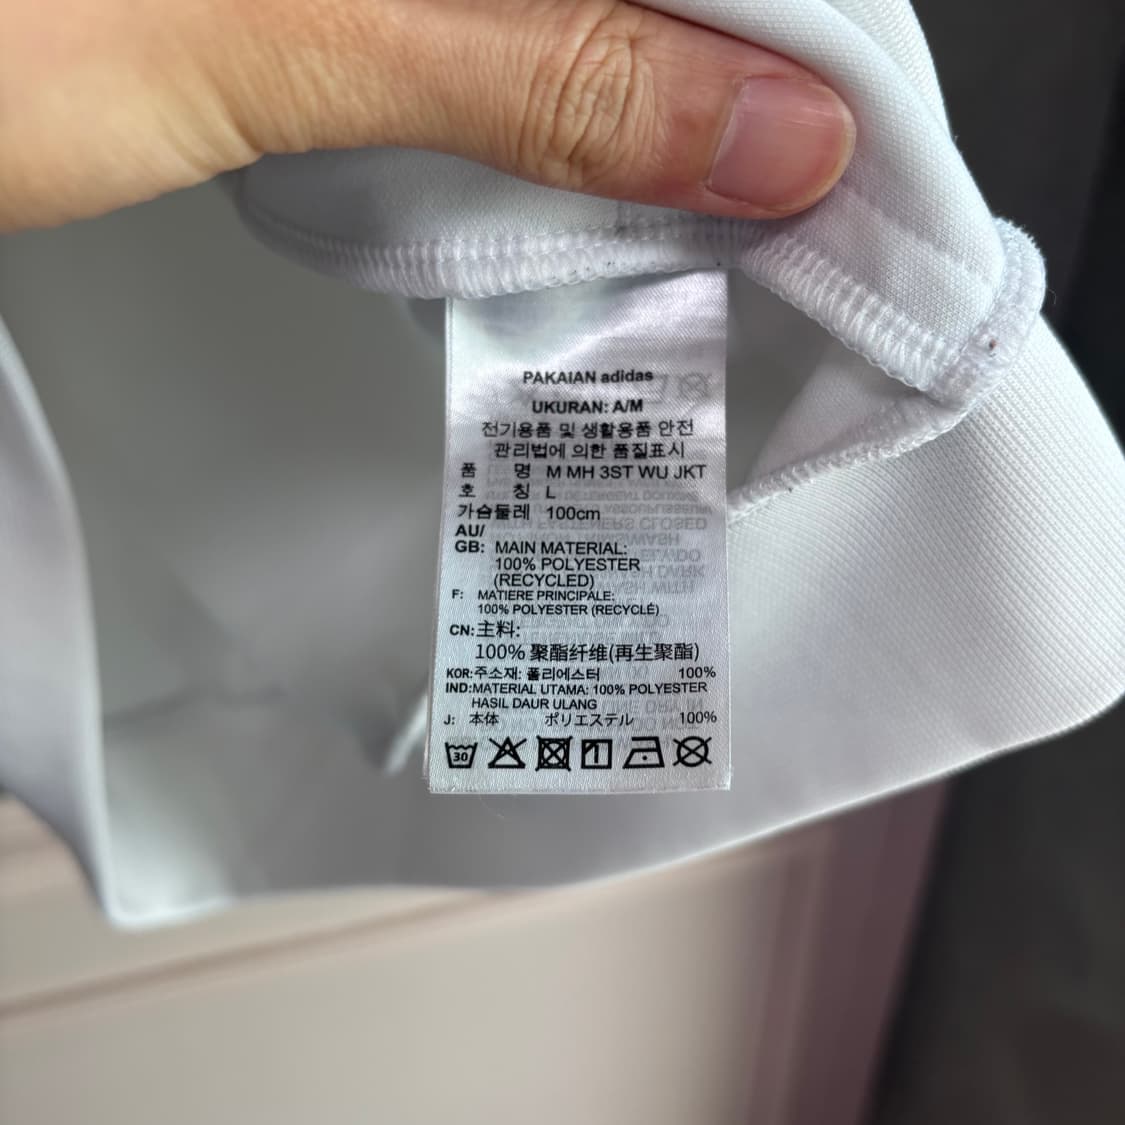 PAKAIAN adidas
UKURAN: A/M
전기용품 및 생활용품 안전
관리법에 의한 품질표시
품 명 M MH 3ST WU JKT
호 칭 L
가슴둘레 100cm
AU/
GB: MAIN MATERIAL:
100% POLYESTER
(RECYCLED)
F: MATIERE PRINCIPALE:
100% POLYESTER (RECYCLÉ)
CN:主料:
100% 聚酯纤维(再生聚酯)
KOR:주소재: 폴리에스터 100%
IND:MATERIAL UTAMA: 100% POLYESTER
HASIL DAUR ULANG
J: 本体 ポリエステル 100%
30